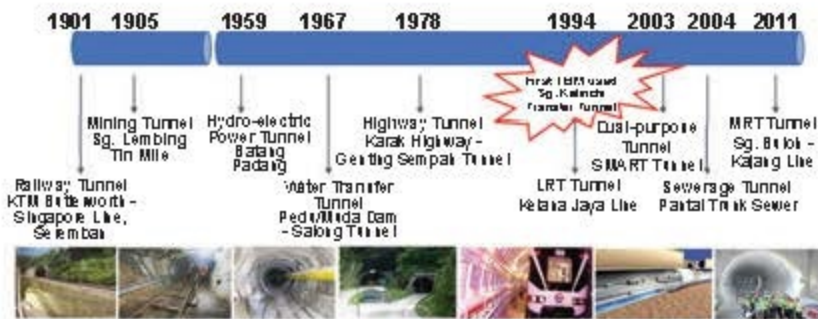 1901 1905 1959 1967 1978 1994 2003 2004 2011
First TBM used
Sg. Kelinchi
Transfer Tunnel
Mining Tunnel
Sg. Lembing
Tin Mile
Hydro-electric
Power Tunnel
Batang
Padang
Highway Tunnel
Karak Highway -
Genting Sempah Tunnel
Dual-purpose
Tunnel
SMART Tunnel
MRT Tunnel
Sg. Buloh -
Kajang Line
Railway Tunnel
KTM Butterworth -
Singapore Line,
Seremban
Water Transfer
Tunnel
Pedu/Muda Dam
- Saiong Tunnel
LRT Tunnel
Kelana Jaya Line
Sewerage Tunnel
Pantai Trunk Sewer